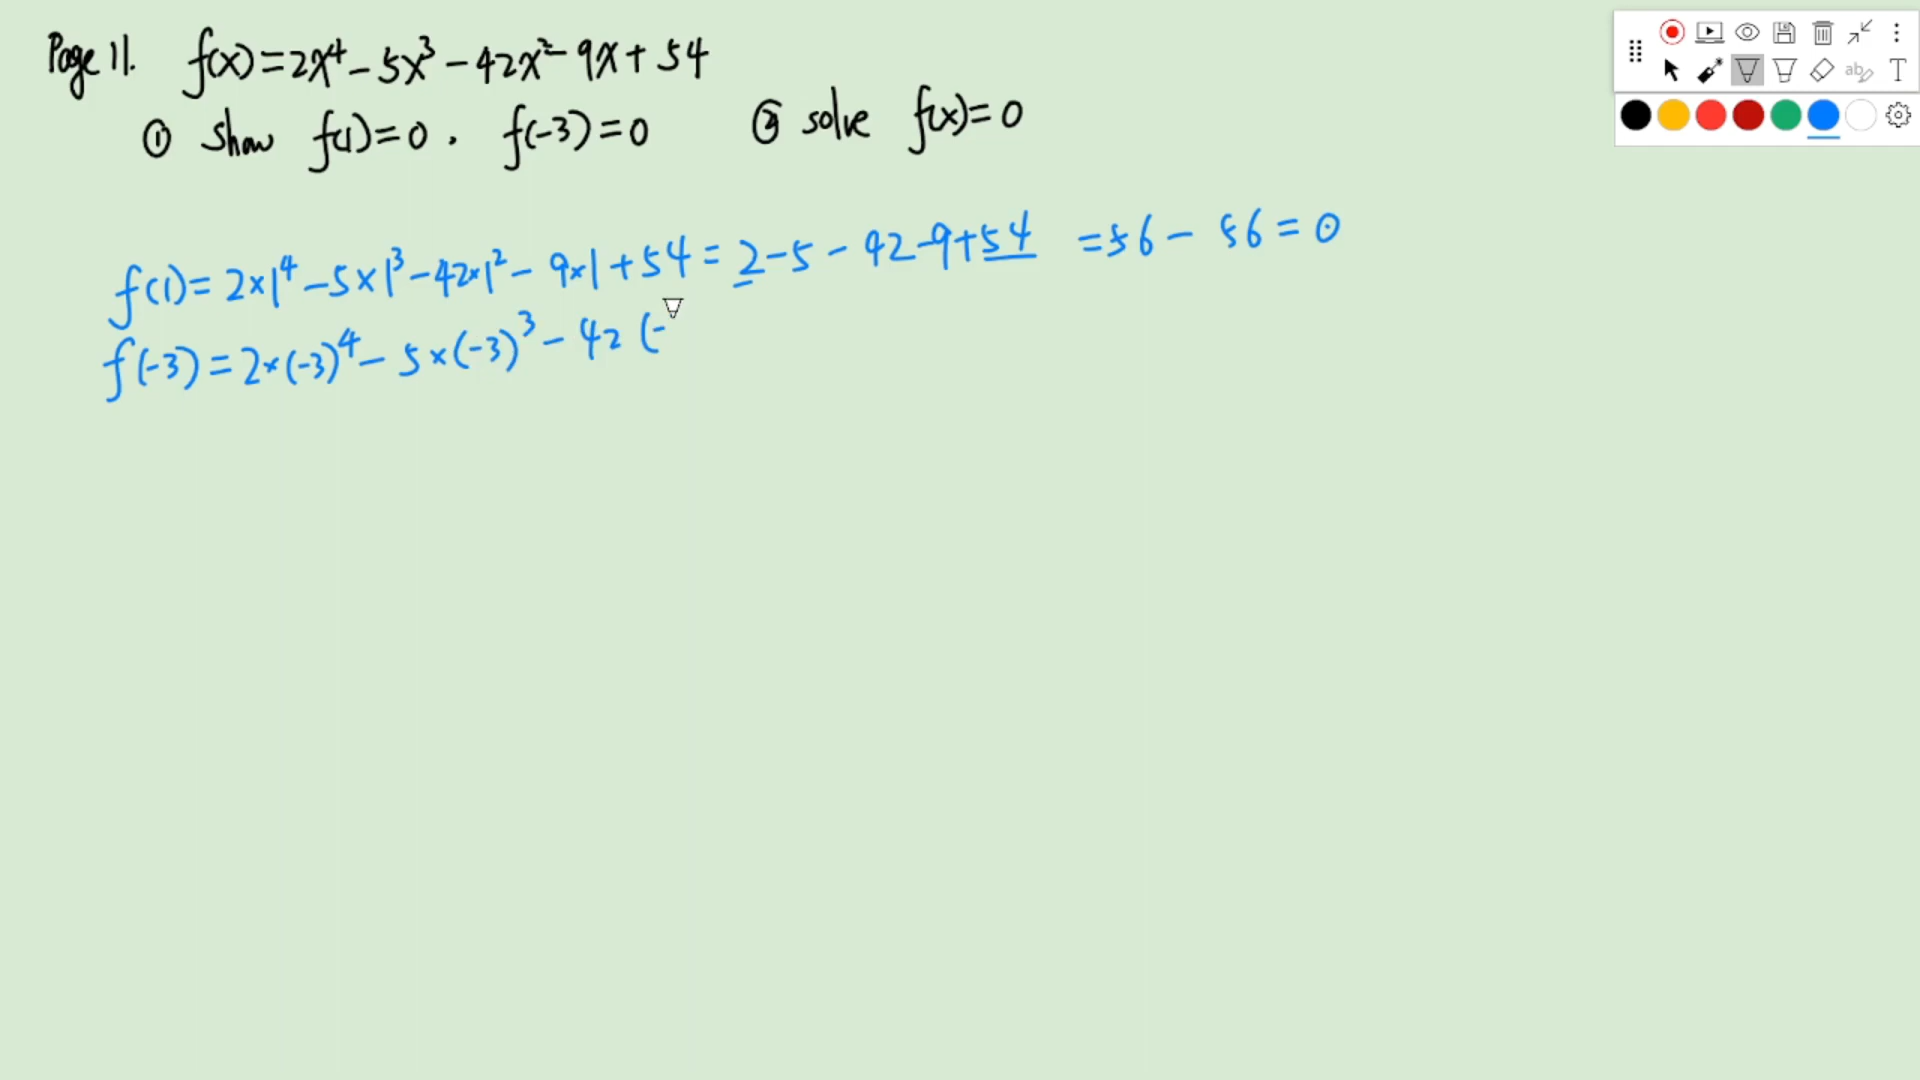 Page 11. f(x)=2x⁴-5x³-42x²-9x+54
① show f(1)=0. f(-3)=0 ② solve f(x)=0
f(1)=2×1⁴-5×1³-42×1²-9×1+54=2-5-42-9+54 =56-56=0
f(-3)=2×(-3)⁴-5×(-3)³-42(-